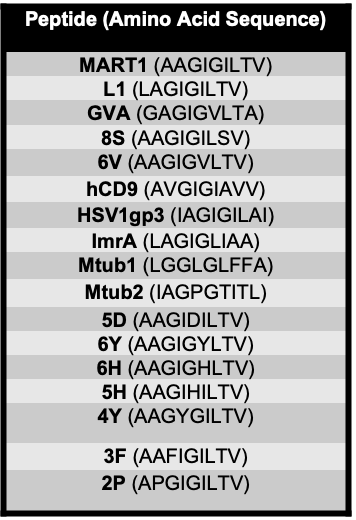 Peptide (Amino Acid Sequence)
MART1 (AAGIGILTV)
L1 (LAGIGILTV)
GVA (GAGIGVLTA)
8S (AAGIGILSV)
6V (AAGIGVLTV)
hCD9 (AVGIGIAVV)
HSV1gp3 (IAGIGILAI)
ImrA (LAGIGLIAA)
Mtub1 (LGGLGLFFA)
Mtub2 (IAGPGTITL)
5D (AAGIDILTV)
6Y (AAGIGYLTV)
6H (AAGIGHLTV)
5H (AAGIHILTV)
4Y (AAGYGILTV)
3F (AAFIGILTV)
2P (APGIGILTV)